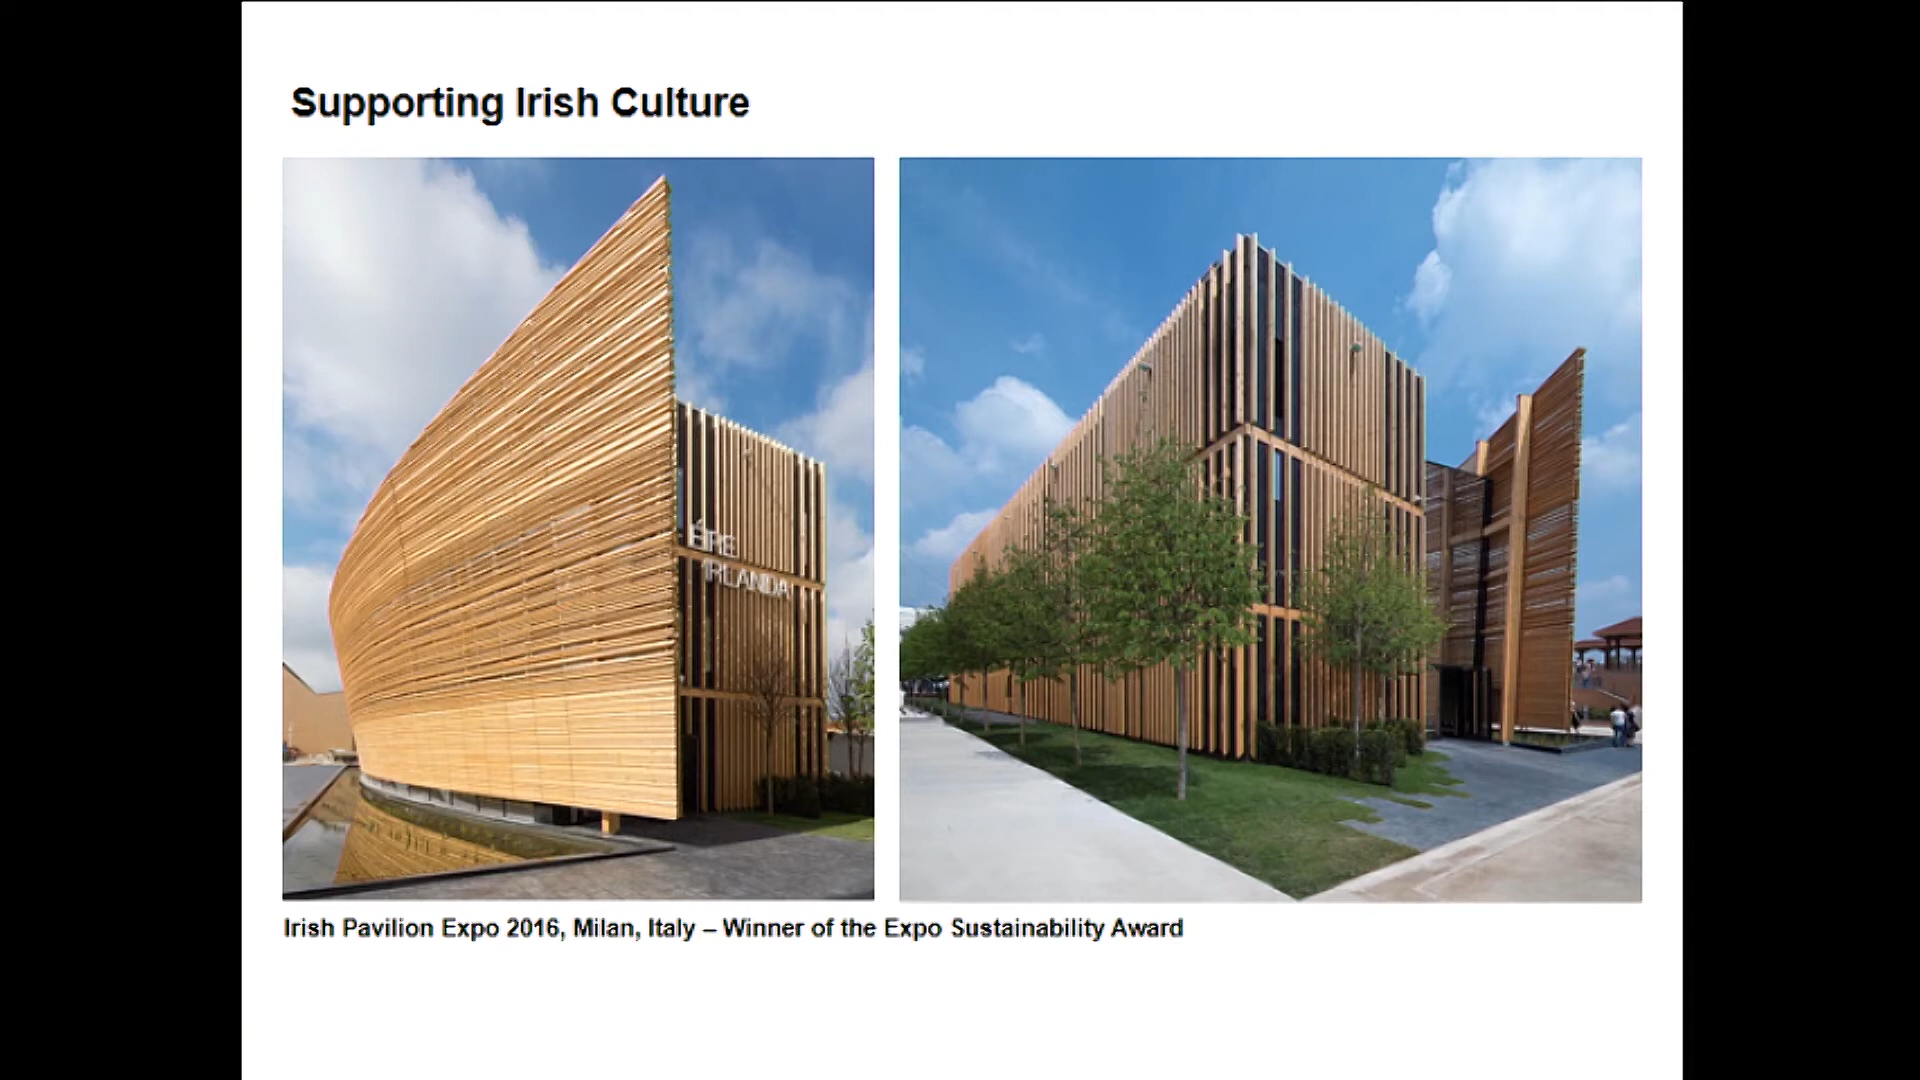 Supporting Irish Culture
ÉIRE
IRLANDA
Irish Pavilion Expo 2016, Milan, Italy – Winner of the Expo Sustainability Award